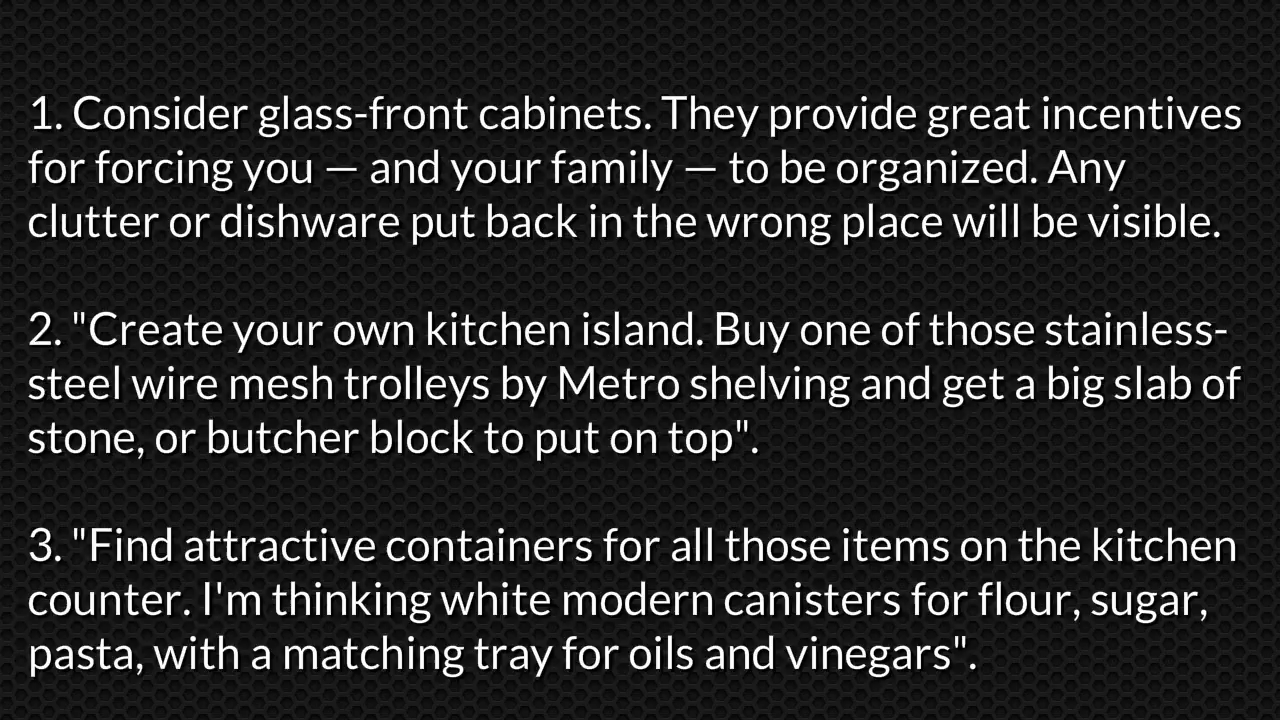 1. Consider glass-front cabinets. They provide great incentives
for forcing you — and your family — to be organized. Any
clutter or dishware put back in the wrong place will be visible.
2. "Create your own kitchen island. Buy one of those stainless-
steel wire mesh trolleys by Metro shelving and get a big slab of
stone, or butcher block to put on top".
3. "Find attractive containers for all those items on the kitchen
counter. I'm thinking white modern canisters for flour, sugar,
pasta, with a matching tray for oils and vinegars".